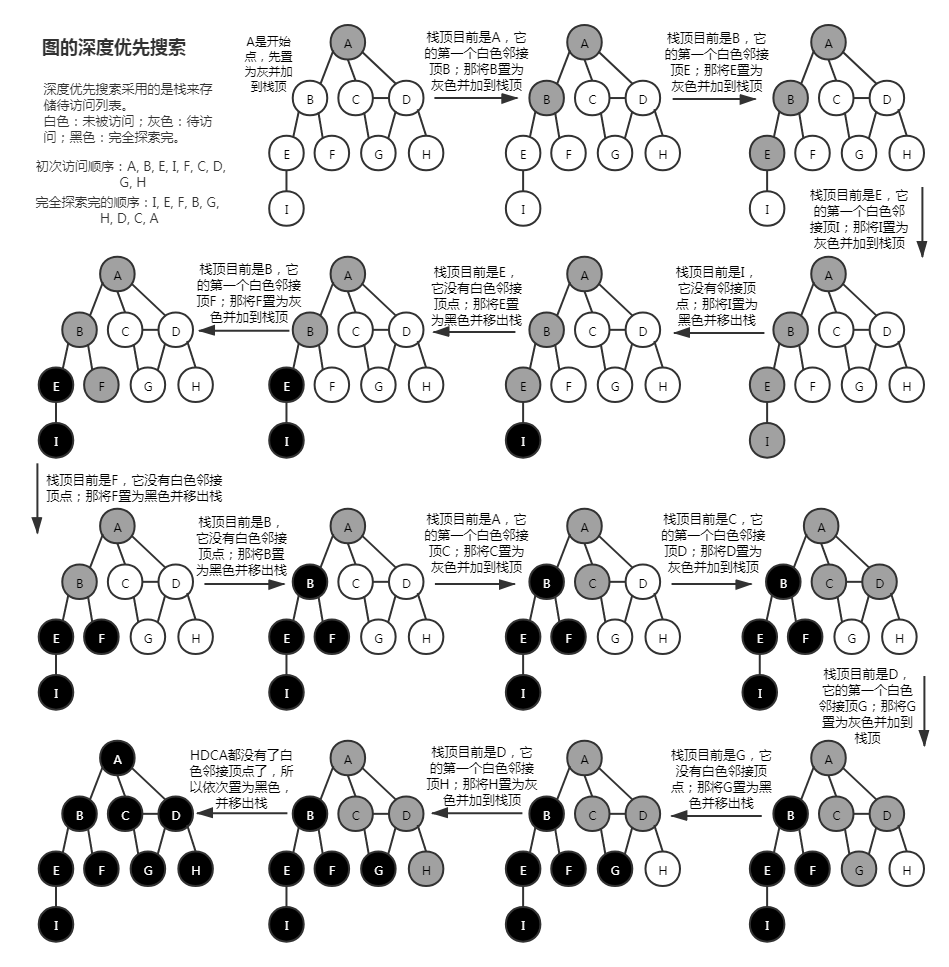 图的深度优先搜索
深度优先搜索采用的是栈来存
储待访问列表。
白色：未被访问；灰色：待访
问；黑色：完全探索完。
初次访问顺序：A, B, E, I, F, C, D,
G, H
完全探索完的顺序：I, E, F, B, G,
H, D, C, A
A是开始
点，先置
为灰并加
到栈顶
A
B
C
D
E
F
G
H
I
栈顶目前是A，它
的第一个白色邻接
顶B；那将B置为
灰色并加到栈顶
A
B
C
D
E
F
G
H
I
栈顶目前是B，它
的第一个白色邻接
顶E；那将E置为
灰色并加到栈顶
A
B
C
D
E
F
G
H
I
栈顶目前是E，它
的第一个白色邻
接顶I；那将I置为
灰色并加到栈顶
A
B
C
D
E
F
G
H
I
栈顶目前是I，
它没有邻接顶
点；那将I置为
黑色并移出栈
A
B
C
D
E
F
G
H
I
栈顶目前是E，
它没有白色邻接
顶点；那将E置
为黑色并移出栈
A
B
C
D
E
F
G
H
I
栈顶目前是B，它
的第一个白色邻接
顶F；那将F置为灰
色并加到栈顶
A
B
C
D
E
F
G
H
I
栈顶目前是F，它没有白色邻接
顶点；那将F置为黑色并移出栈
A
B
C
D
E
F
G
H
I
栈顶目前是B，
它没有白色邻接
顶点；那将B置
为黑色并移出栈
A
B
C
D
E
F
G
H
I
栈顶目前是A，它
的第一个白色邻接
顶C；那将C置为
灰色并加到栈顶
A
B
C
D
E
F
G
H
I
栈顶目前是C，它
的第一个白色邻接
顶D；那将D置为
灰色并加到栈顶
A
B
C
D
E
F
G
H
I
栈顶目前是D，
它的第一个白色
邻接顶G；那将G
置为灰色并加到
栈顶
A
B
C
D
E
F
G
H
I
栈顶目前是G，它
没有白色邻接顶
点；那将G置为黑
色并移出栈
A
B
C
D
E
F
G
H
I
栈顶目前是D，它
的第一个白色邻接
顶H；那将H置为灰
色并加到栈顶
A
B
C
D
E
F
G
H
I
HDCA都没有了白
色邻接顶点了，所
以依次置为黑色，
并移出栈
A
B
C
D
E
F
G
H
I